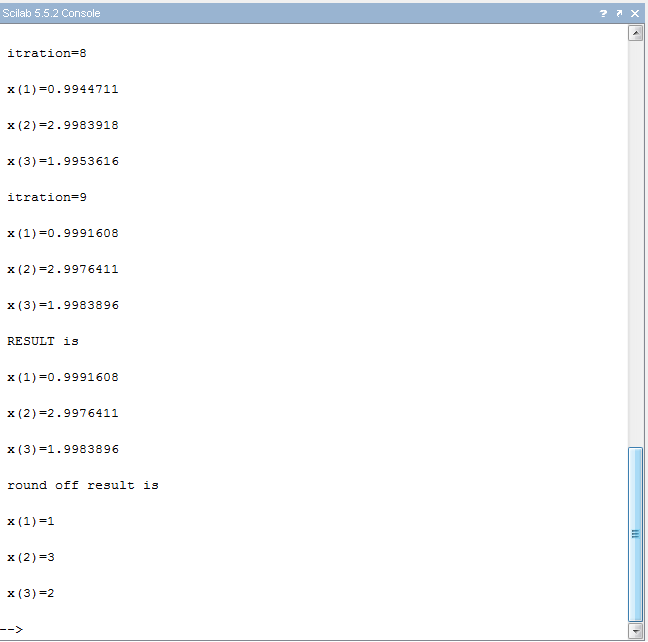 Scilab 5.5.2 Console
itration=8
x(1)=0.9944711
x(2)=2.9983918
x(3)=1.9953616
itration=9
x(1)=0.9991608
x(2)=2.9976411
x(3)=1.9983896
RESULT is
x(1)=0.9991608
x(2)=2.9976411
x(3)=1.9983896
round off result is
x(1)=1
x(2)=3
x(3)=2
-->